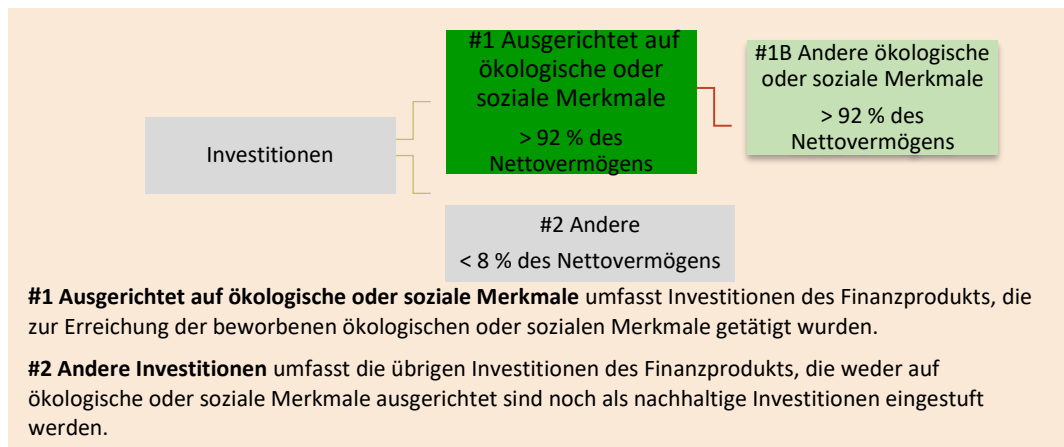 #1 Ausgerichtet auf
ökologische oder
soziale Merkmale
> 92 % des
Nettovermögens
#1B Andere ökologische
oder soziale Merkmale
> 92 % des
Nettovermögens
Investitionen
#2 Andere
< 8 % des Nettovermögens
#1 Ausgerichtet auf ökologische oder soziale Merkmale umfasst Investitionen des Finanzprodukts, die
zur Erreichung der beworbenen ökologischen oder sozialen Merkmale getätigt wurden.
#2 Andere Investitionen umfasst die übrigen Investitionen des Finanzprodukts, die weder auf
ökologische oder soziale Merkmale ausgerichtet sind noch als nachhaltige Investitionen eingestuft
werden.